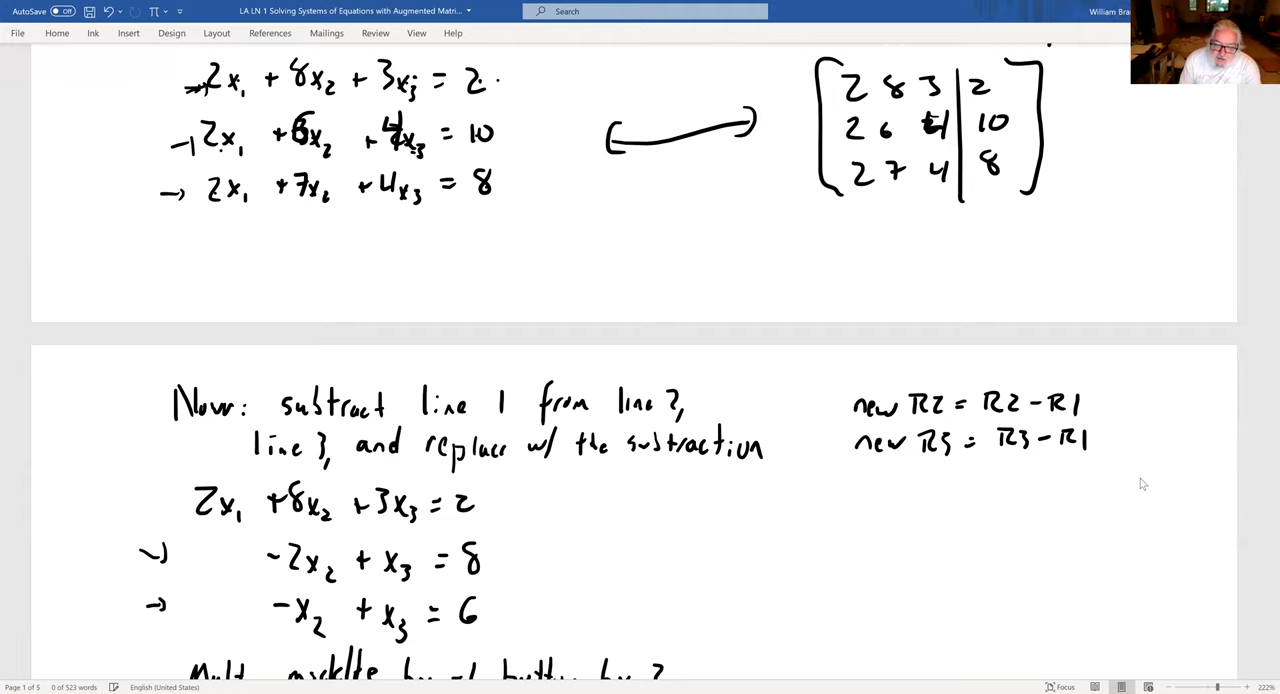 AutoSave Off LA LN 1 Solving Systems of Equations with Augmented Matri... Search William Bra
File Home Ink Insert Design Layout References Mailings Review View Help
→2x₁ + 8x₂ + 3x₃ = 2
→2x₁ + 6x₂ + 4x₃ = 10
→ 2x₁ + 7x₂ + 4x₃ = 8
2 8 3 | 2
2 6 4 | 10
2 7 4 | 8
Now: subtract line 1 from line 2,
line 3, and replace w/ the subtraction
new R2 = R2 - R1
new R3 = R3 - R1
2x₁ + 8x₂ + 3x₃ = 2
→ -2x₂ + x₃ = 8
→ -x₂ + x₃ = 6
Page 1 of 5 0 of 523 words English (United States) Focus 222%